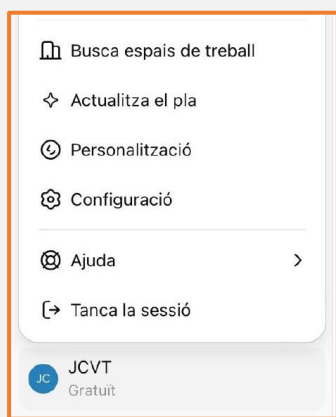 Busca espais de treball
Actualitza el pla
Personalització
Configuració
Ajuda
Tanca la sessió
JC
JCVT
Gratuït